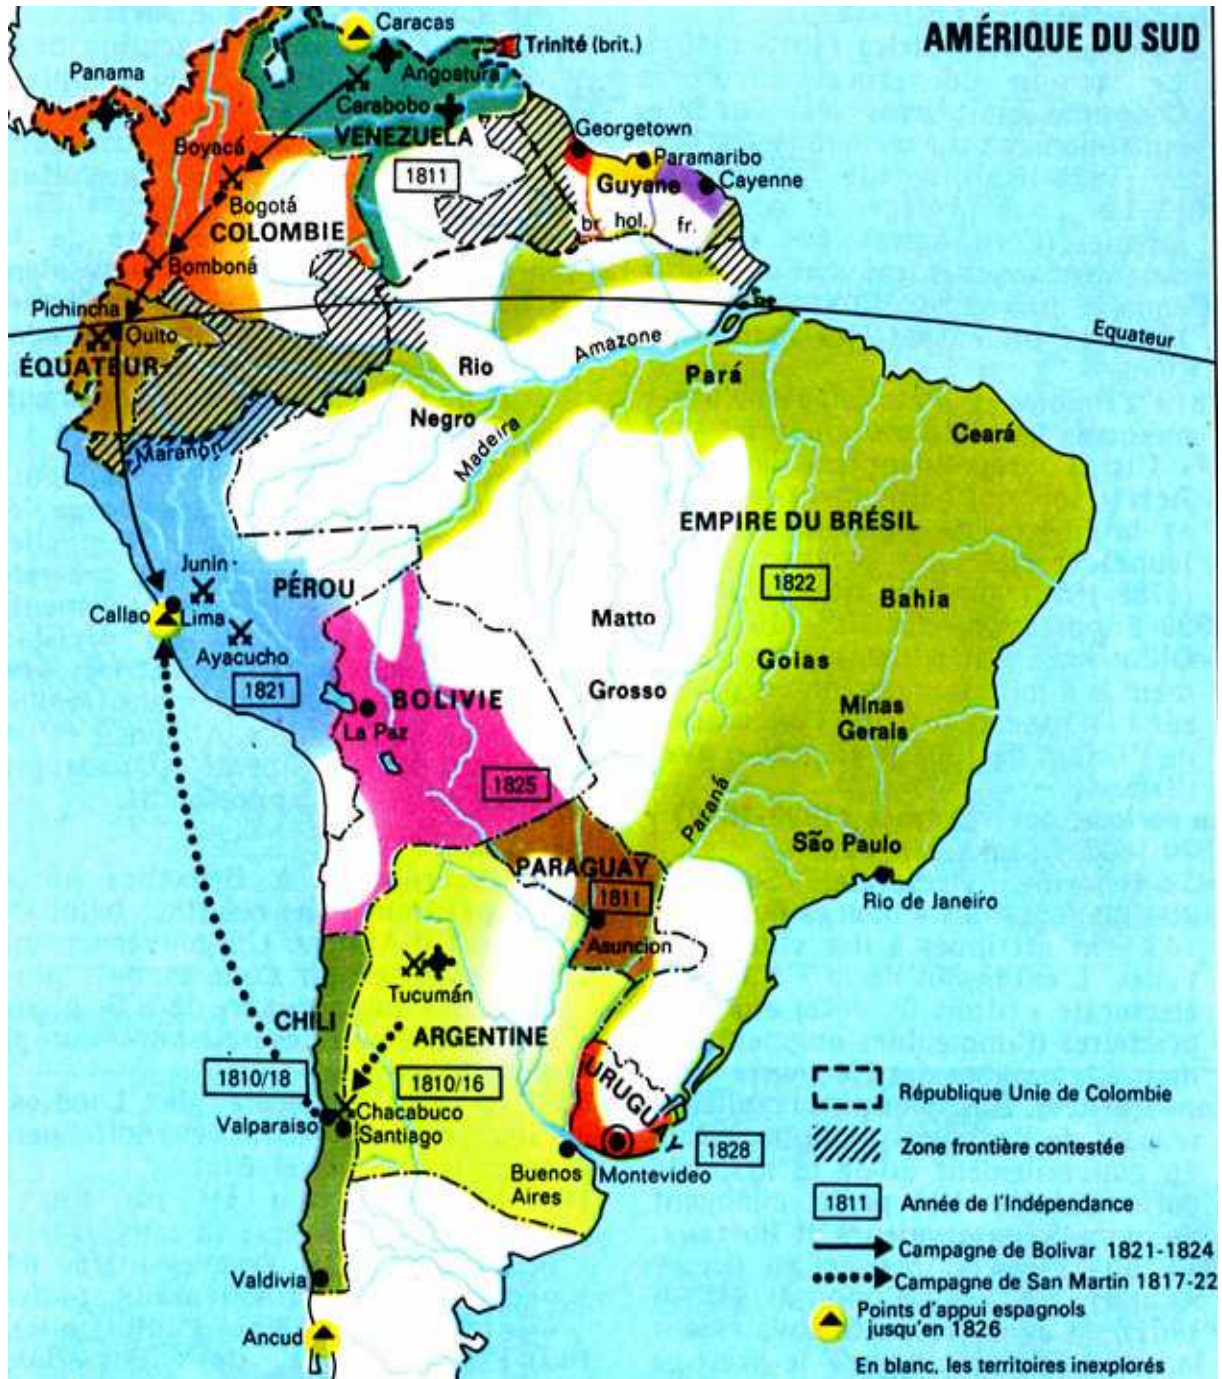 AMÉRIQUE DU SUD
Caracas
Trinité (brit.)
Panama
Angostura
Carabobo
VENEZUELA
Georgetown
Boyacá
1811
Paramaribo
Guyane
Cayenne
Bogotá
COLOMBIE
br. hol. fr.
Bomboná
Pichincha
Quito
Equateur
ÉQUATEUR
Rio
Negro
Amazone
Pará
Marañon
Madeira
Ceará
EMPIRE DU BRÉSIL
Junin
PÉROU
1822
Callao
Lima
Matto
Grosso
Bahia
Ayacucho
1821
Goias
BOLIVIE
La Paz
Minas
Gerais
1825
Paraná
São Paulo
PARAGUAY
1811
Rio de Janeiro
Asuncion
Tucumán
CHILI
ARGENTINE
1810/18
1810/16
URUGU
Chacabuco
Valparaiso
Santiago
1828
Buenos
Aires
Montevideo
Valdivia
Ancud
République Unie de Colombie
Zone frontière contestée
1811 Année de l'Indépendance
Campagne de Bolivar 1821-1824
Campagne de San Martin 1817-22
Points d'appui espagnols
jusqu'en 1826
En blanc, les territoires inexplorés